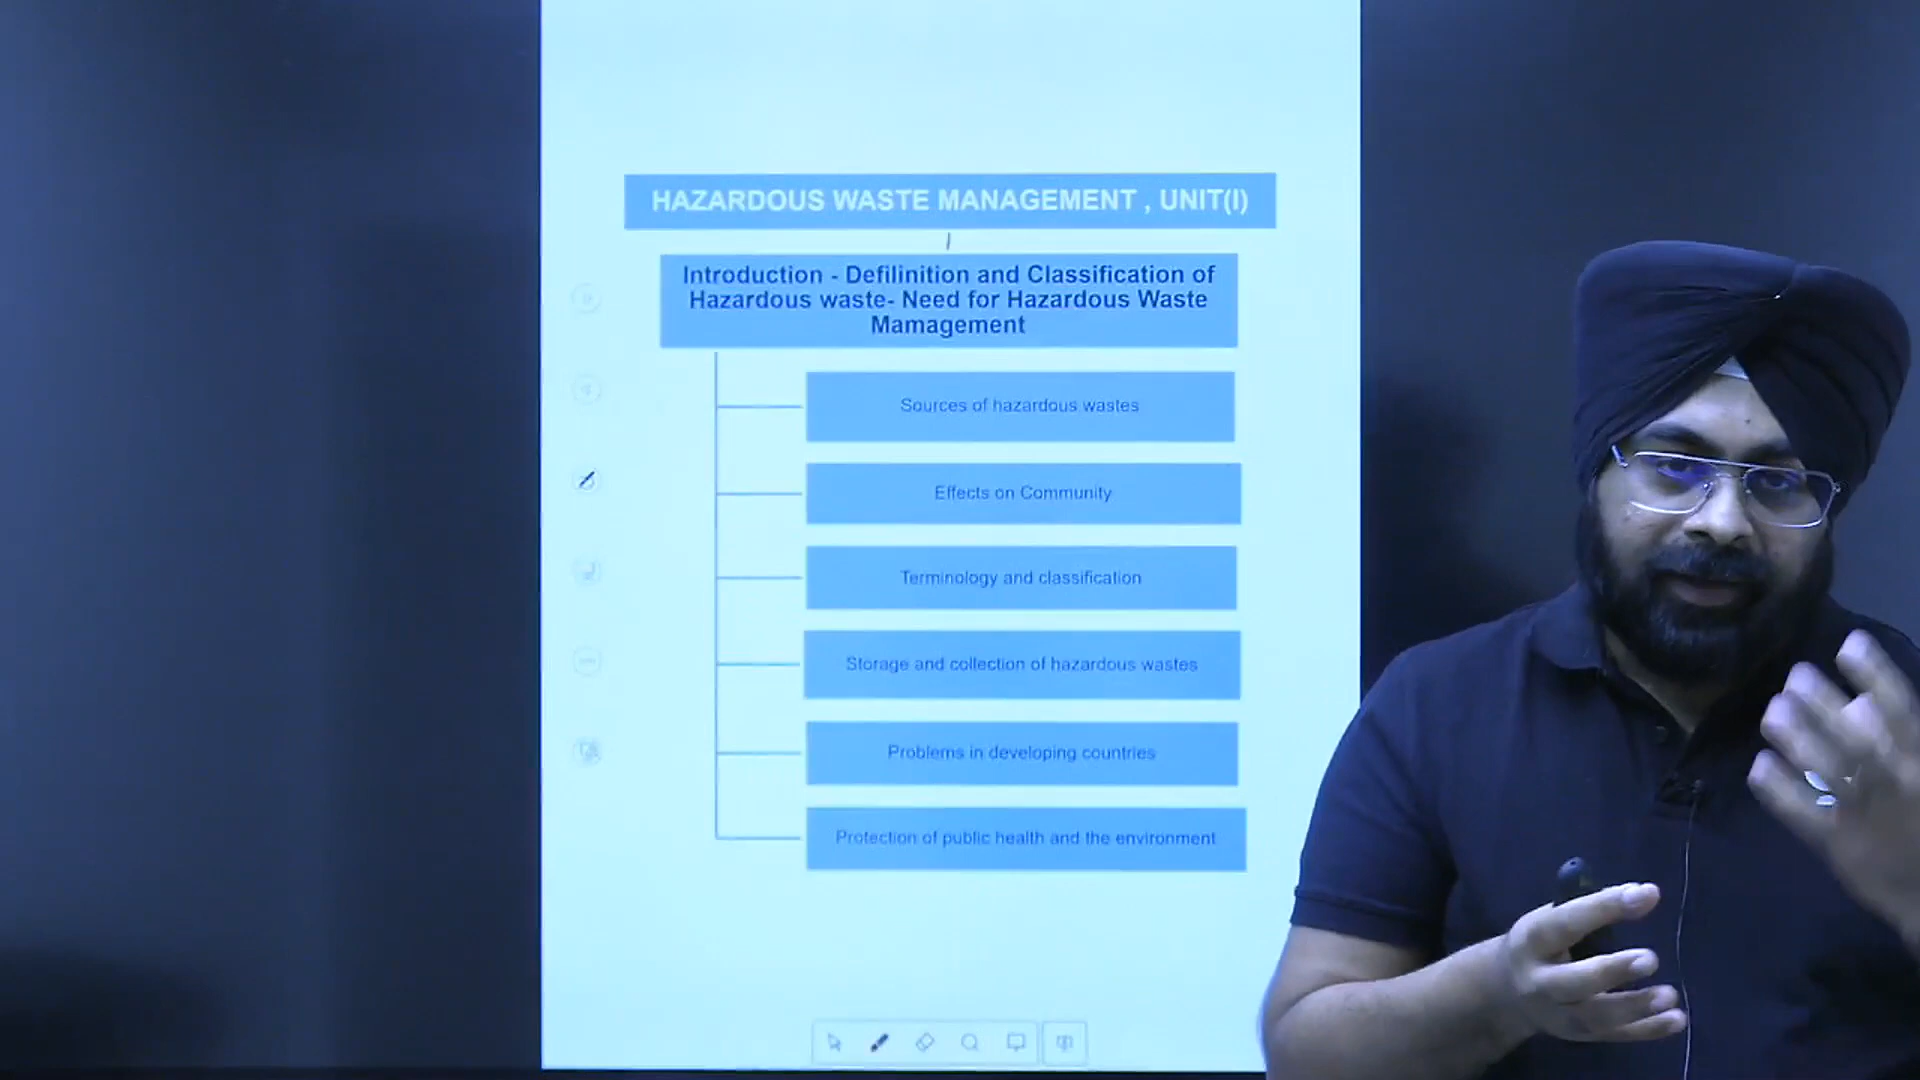 HAZARDOUS WASTE MANAGEMENT , UNIT(I)
Introduction - Defilinition and Classification of
Hazardous waste- Need for Hazardous Waste
Mamagement
Sources of hazardous wastes
Effects on Community
Terminology and classification
Storage and collection of hazardous wastes
Problems in developing countries
Protection of public health and the environment